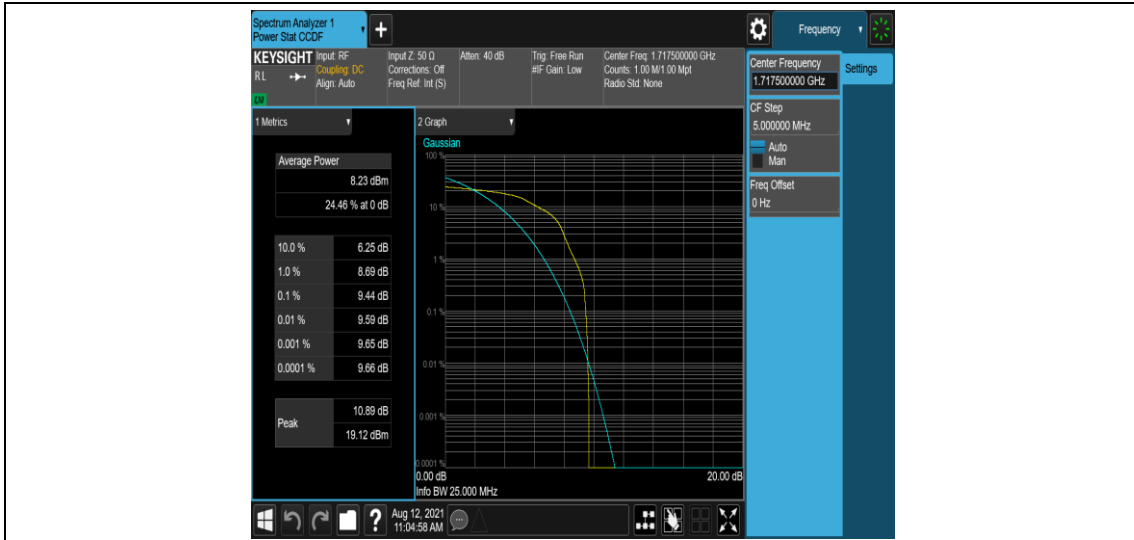 Spectrum Analyzer 1
Power Stat CCDF
Frequency
KEYSIGHT
RL
Input: RF
Coupling: DC
Align: Auto
Input Z: 50 Ω
Corrections: Off
Freq Ref: Int (S)
Atten: 40 dB
Trig: Free Run
#IF Gain: Low
Center Freq: 1.717500000 GHz
Counts: 1.00 M/1.00 Mpt
Radio Std: None
Center Frequency
1.717500000 GHz
Settings
CF Step
5.000000 MHz
Auto
Man
Freq Offset
0 Hz
1 Metrics
Average Power
8.23 dBm
24.46 % at 0 dB
10.0 % 6.25 dB
1.0 % 8.69 dB
0.1 % 9.44 dB
0.01 % 9.59 dB
0.001 % 9.65 dB
0.0001 % 9.66 dB
Peak
10.89 dB
19.12 dBm
2 Graph
Gaussian
100 %
10 %
1 %
0.1 %
0.01 %
0.001 %
0.0001 %
0.00 dB 20.00 dB
Info BW 25.000 MHz
?
Aug 12, 2021
11:04:58 AM